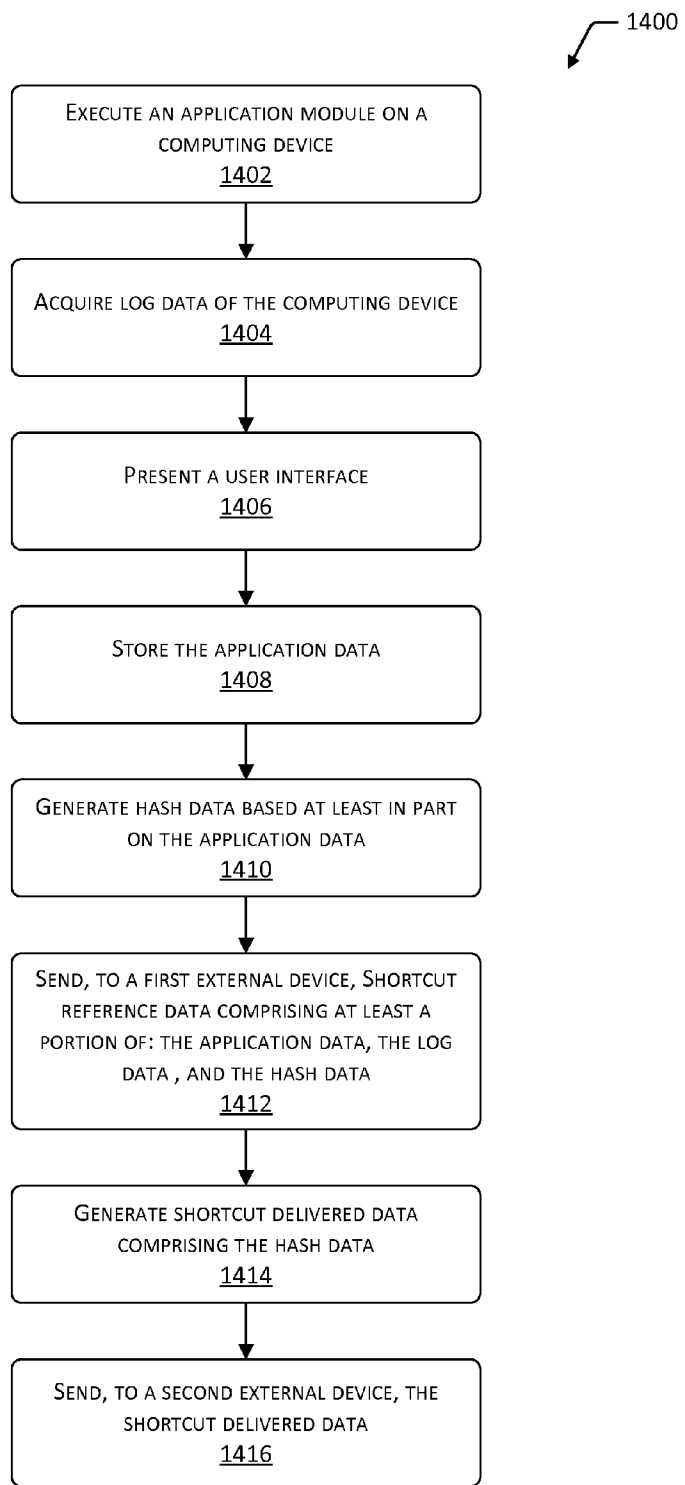 1400
EXECUTE AN APPLICATION MODULE ON A
COMPUTING DEVICE
1402
ACQUIRE LOG DATA OF THE COMPUTING DEVICE
1404
PRESENT A USER INTERFACE
1406
STORE THE APPLICATION DATA
1408
GENERATE HASH DATA BASED AT LEAST IN PART
ON THE APPLICATION DATA
1410
SEND, TO A FIRST EXTERNAL DEVICE, SHORTCUT
REFERENCE DATA COMPRISING AT LEAST A
PORTION OF: THE APPLICATION DATA, THE LOG
DATA , AND THE HASH DATA
1412
GENERATE SHORTCUT DELIVERED DATA
COMPRISING THE HASH DATA
1414
SEND, TO A SECOND EXTERNAL DEVICE, THE
SHORTCUT DELIVERED DATA
1416